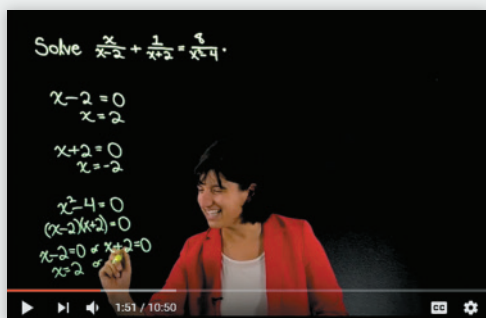 Solve x/(x-2) + 1/(x+2) = 8/(x²-4).
x-2=0
x=2
x+2=0
x=-2
x²-4=0
(x-2)(x+2)=0
x-2=0 or x+2=0
x=2 or
1:51 / 10:50
CC